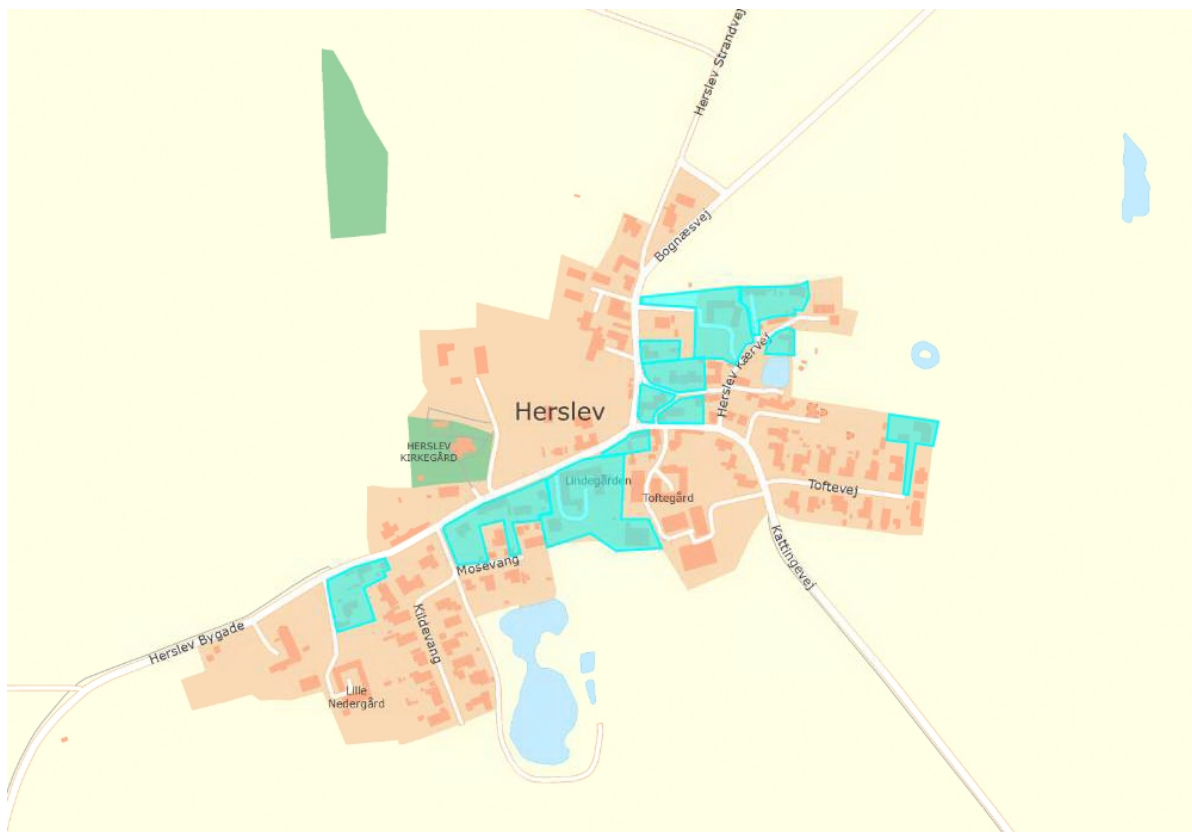 Herslev Strandvej
Bognæsvej
Herslev Kærvej
Herslev
HERSLEV
KIRKEGÅRD
Lindegården
Toftegård
Toftevej
Kattingevej
Mosevang
Kildevang
Herslev Bygade
Lille
Nedergård